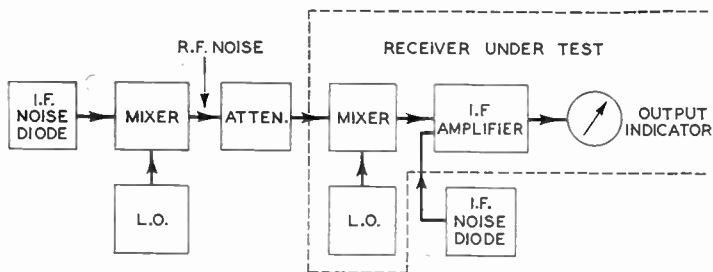 R.F. NOISE
RECEIVER UNDER TEST
I.F.
NOISE
DIODE
MIXER
ATTEN.
MIXER
I.F
AMPLIFIER
OUTPUT
INDICATOR
L.O.
L.O.
I.F.
NOISE
DIODE